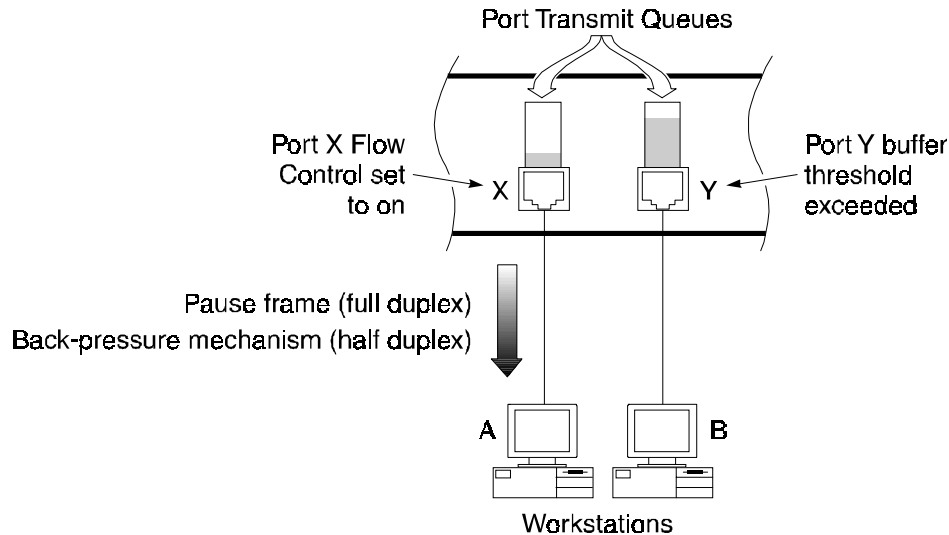 Port Transmit Queues
Port X Flow
Control set
to on
X
Y
Port Y buffer
threshold
exceeded
Pause frame (full duplex)
Back-pressure mechanism (half duplex)
A
B
Workstations